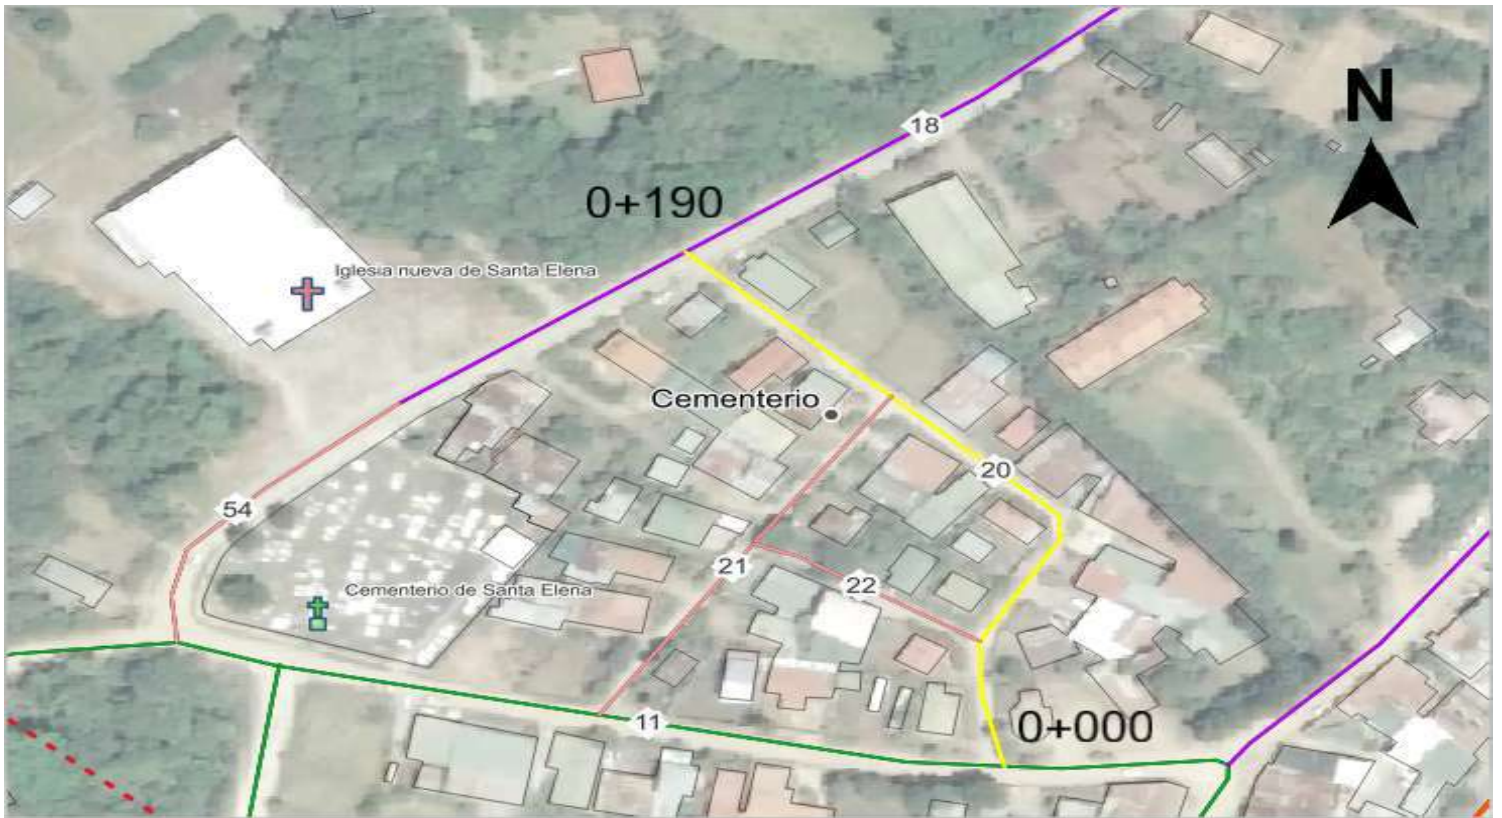 N
18
0+190
Iglesia nueva de Santa Elena
Cementerio
20
54
21
22
Cementerio de Santa Elena
11
0+000